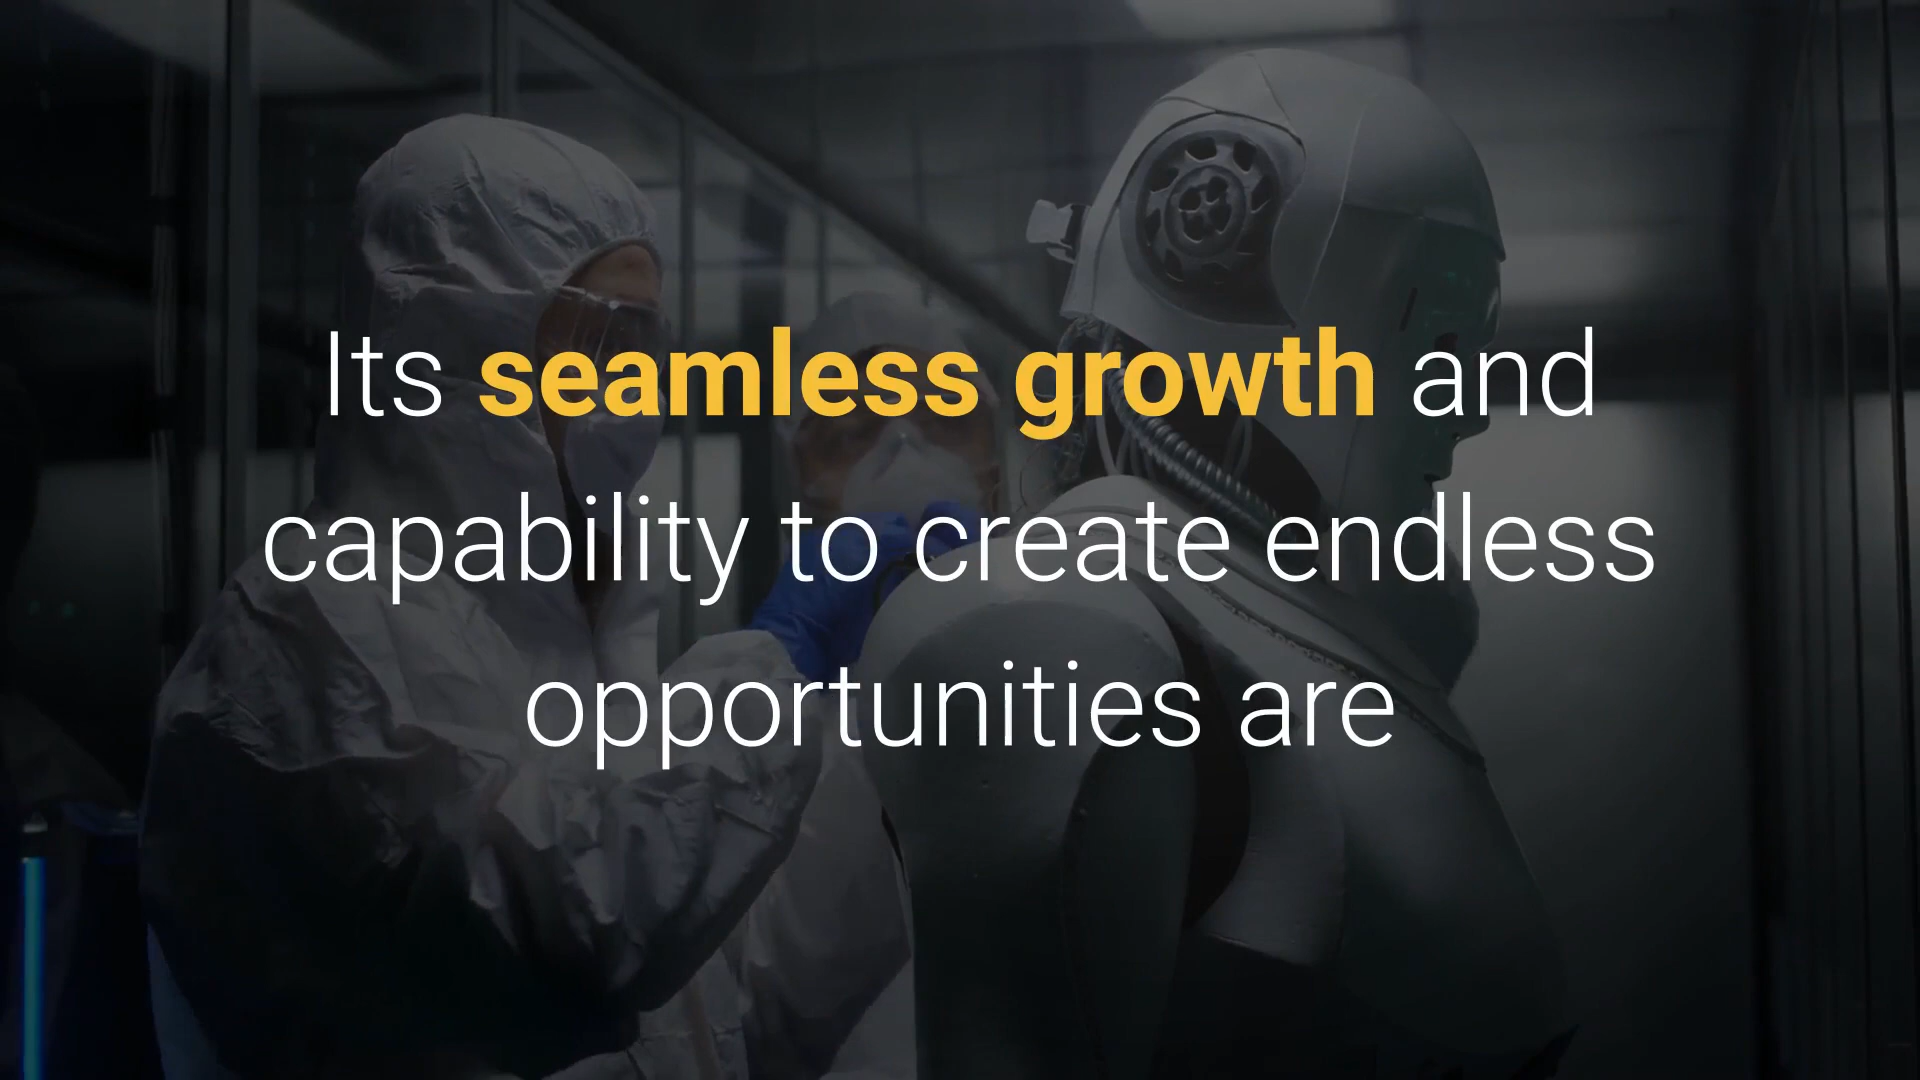 Its seamless growth and
capability to create endless
opportunities are